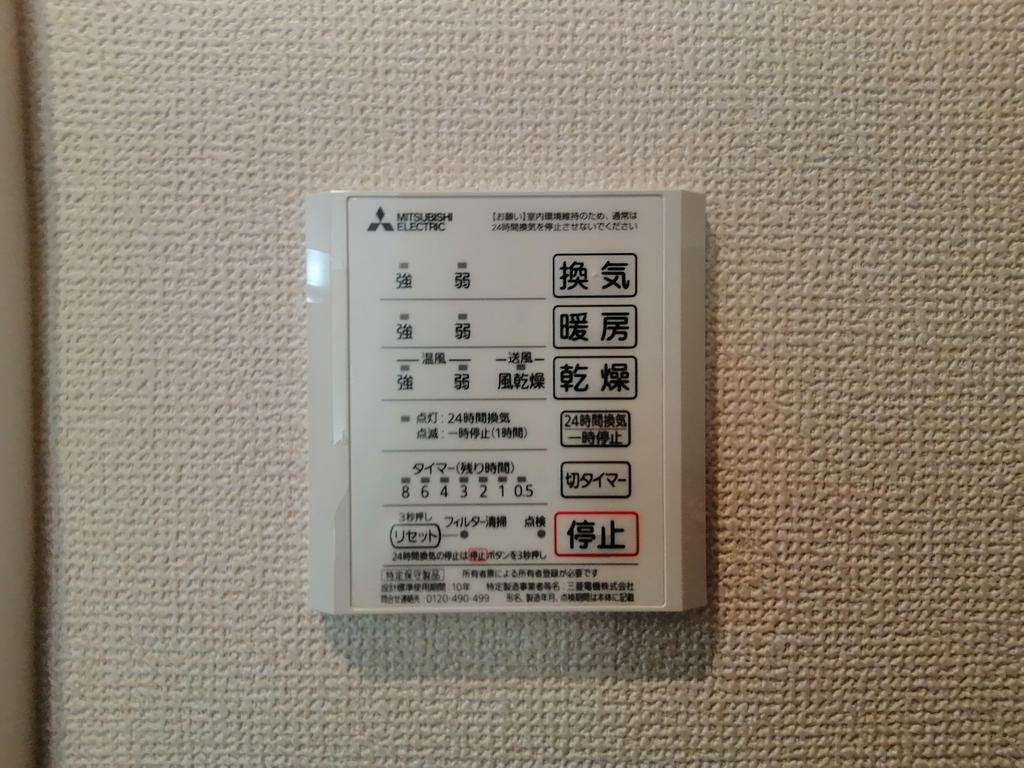 MITSUBISHI ELECTRIC
【お願い】室内環境維持のため、通常は
24時間換気を停止させないでください
強 弱 換気
強 弱 暖房
温風 送風
強 弱 風乾燥 乾燥
点灯:24時間換気
点滅:一時停止(1時間)
24時間換気
一時停止
タイマー(残り時間)
8 6 4 3 2 1 0.5
切タイマー
3秒押し
リセット フィルター清掃 点検
停止
24時間換気の停止は停止ボタンを3秒押し
特定保守製品 所有者票による所有者登録が必要です
設計標準使用期間:10年 特定製造事業者等名:三菱電機株式会社
問合せ連絡先 0120-490-499 形名、製造年月、点検期間は本体に記載